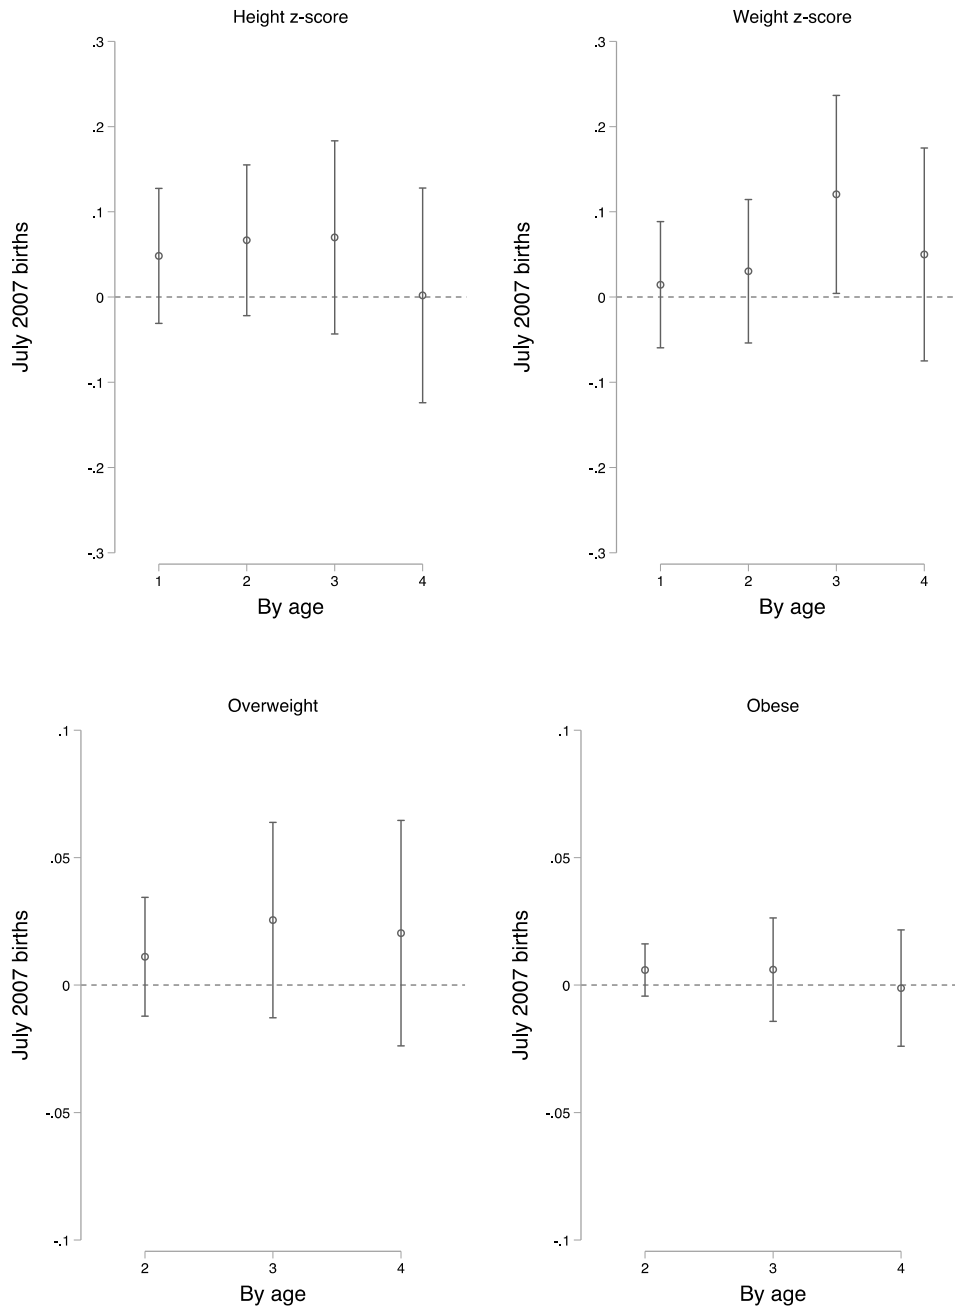 Height z-score
.3
.2
.1
0
-.1
-.2
-.3
July 2007 births
1 2 3 4
By age
Weight z-score
.3
.2
.1
0
-.1
-.2
-.3
July 2007 births
1 2 3 4
By age
Overweight
.1
.05
0
-.05
-.1
July 2007 births
2 3 4
By age
Obese
.1
.05
0
-.05
-.1
July 2007 births
2 3 4
By age